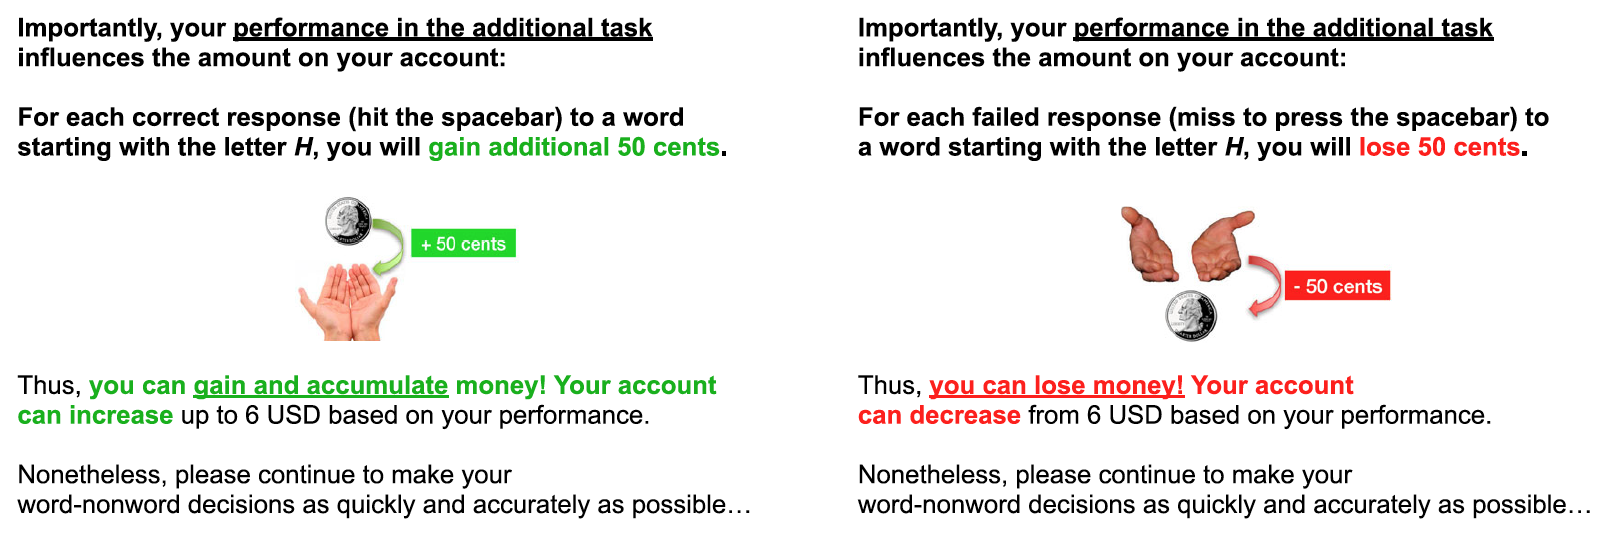 Importantly, your performance in the additional task
influences the amount on your account:
For each correct response (hit the spacebar) to a word
starting with the letter H, you will gain additional 50 cents.
+ 50 cents
Thus, you can gain and accumulate money! Your account
can increase up to 6 USD based on your performance.
Nonetheless, please continue to make your
word-nonword decisions as quickly and accurately as possible…
Importantly, your performance in the additional task
influences the amount on your account:
For each failed response (miss to press the spacebar) to
a word starting with the letter H, you will lose 50 cents.
- 50 cents
Thus, you can lose money! Your account
can decrease from 6 USD based on your performance.
Nonetheless, please continue to make your
word-nonword decisions as quickly and accurately as possible…